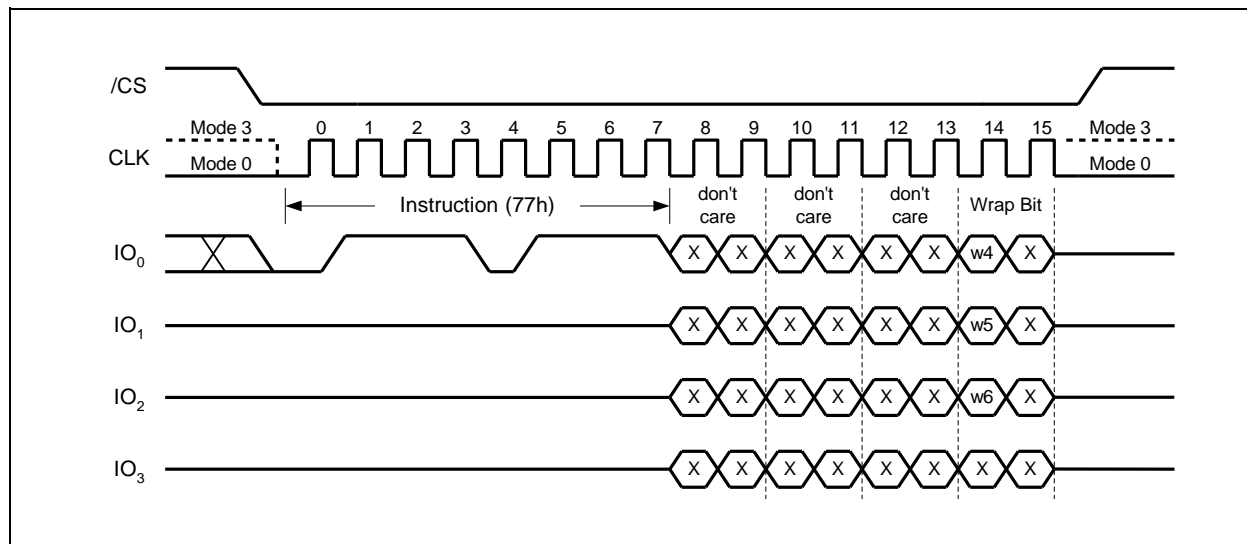 /CS
Mode 3 0 1 2 3 4 5 6 7 8 9 10 11 12 13 14 15 Mode 3
CLK
Mode 0 Mode 0
Instruction (77h) don't care don't care don't care Wrap Bit
IO0 X X X X X X w4 X
IO1 X X X X X X w5 X
IO2 X X X X X X w6 X
IO3 X X X X X X X X